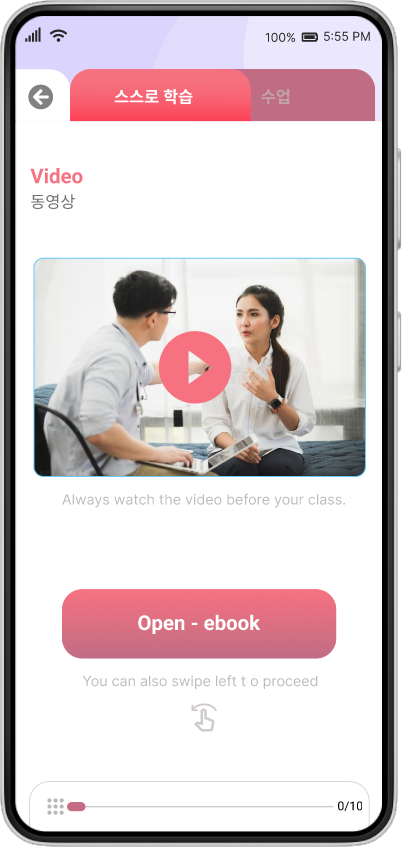 100% 5:55 PM
스스로 학습 수업
Video
동영상
Always watch the video before your class.
Open - ebook
You can also swipe left t o proceed
0/10